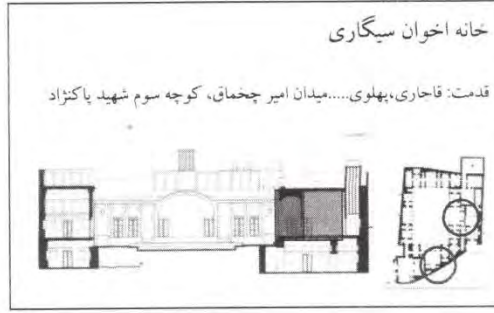 خانه اخوان سیگاری
قدمت: قاجاری،پهلوی.....میدان امیر چخماق، کوچه سوم شهید پاکنژاد